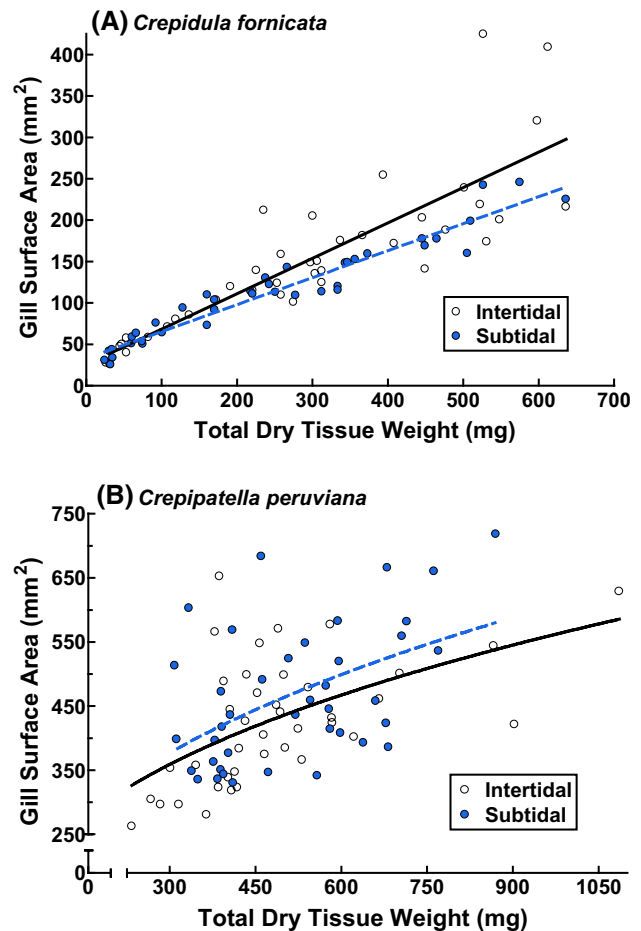 (A) Crepidula fornicata
Gill Surface Area (mm²)
400
350
300
250
200
150
100
50
0
Intertidal
Subtidal
0 100 200 300 400 500 600 700
Total Dry Tissue Weight (mg)
(B) Crepipatella peruviana
Gill Surface Area (mm²)
750
650
550
450
350
250
0
Intertidal
Subtidal
0 300 450 600 750 900 1050
Total Dry Tissue Weight (mg)